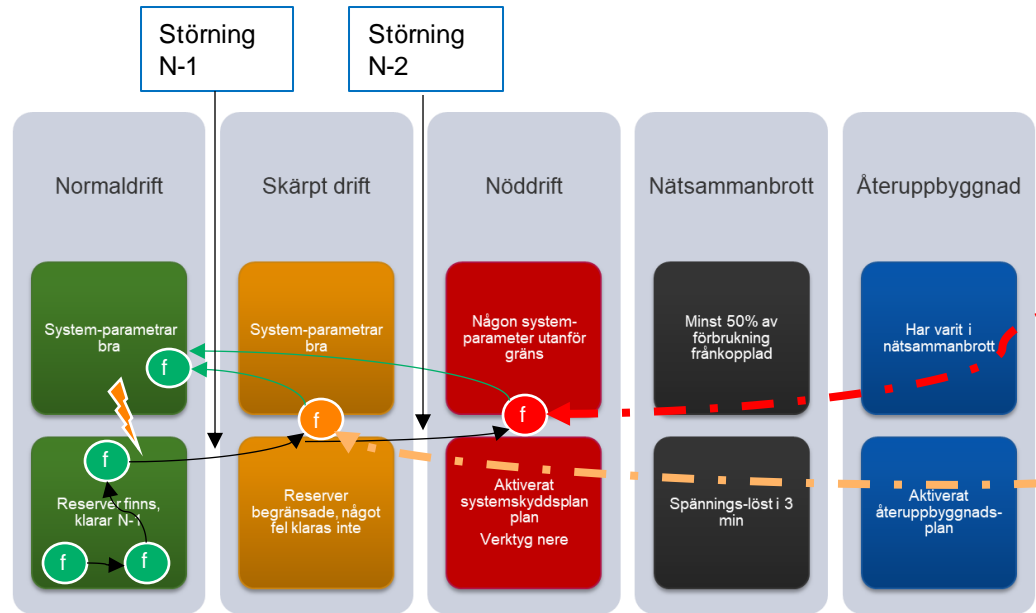 Störning
N-1
Störning
N-2
Normaldrift
Skärpt drift
Nöddrift
Nätsammanbrott
Återuppbyggnad
System-parametrar
bra
f
System-parametrar
bra
f
Någon system-
parameter utanför
gräns
f
Minst 50% av
förbrukning
frånkopplad
Har varit i
nätsammanbrott
f
Reserver finns,
klarar N-1
f
f
Reserver
begränsade, något
fel klaras inte
Aktiverat
systemskyddsplan
plan
Verktyg nere
Spännings-löst i 3
min
Aktiverat
återuppbyggnads-
plan